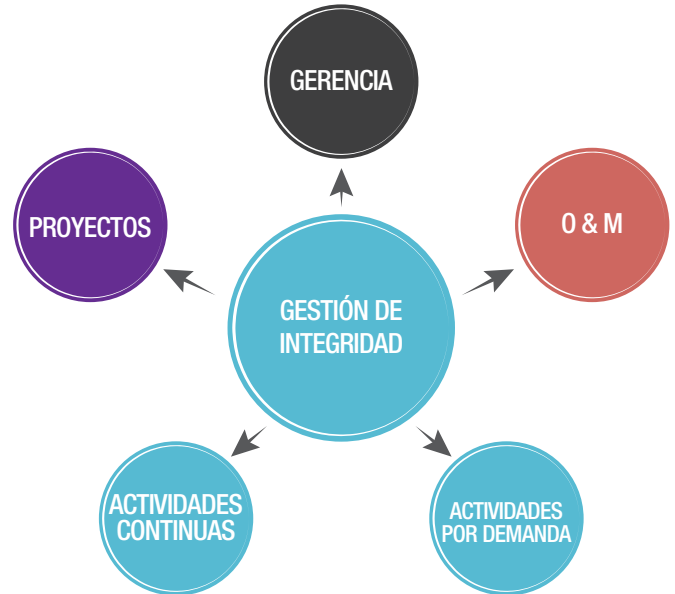 GERENCIA
PROYECTOS
O & M
GESTIÓN DE
INTEGRIDAD
ACTIVIDADES
CONTINUAS
ACTIVIDADES
POR DEMANDA